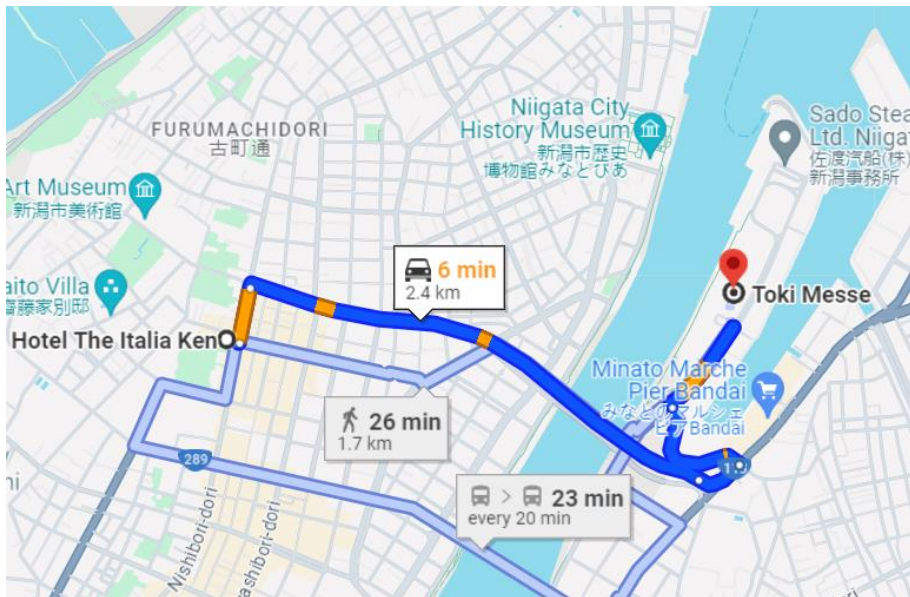 FURUMACHIDORI
古町通
Niigata City
History Museum
新潟市歴史
博物館みなとぴあ
Sado Stea
Ltd. Niigat
佐渡汽船(株)
新潟事務所
Art Museum
新潟市美術館
aito Villa
齋藤家別邸
6 min
2.4 km
Toki Messe
Hotel The Italia Ken
Minato Marche
Pier Bandai
みなとのマルシェ
ピアBandai
26 min
1.7 km
289
23 min
every 20 min
Nishibori-dori
ashibori-dori